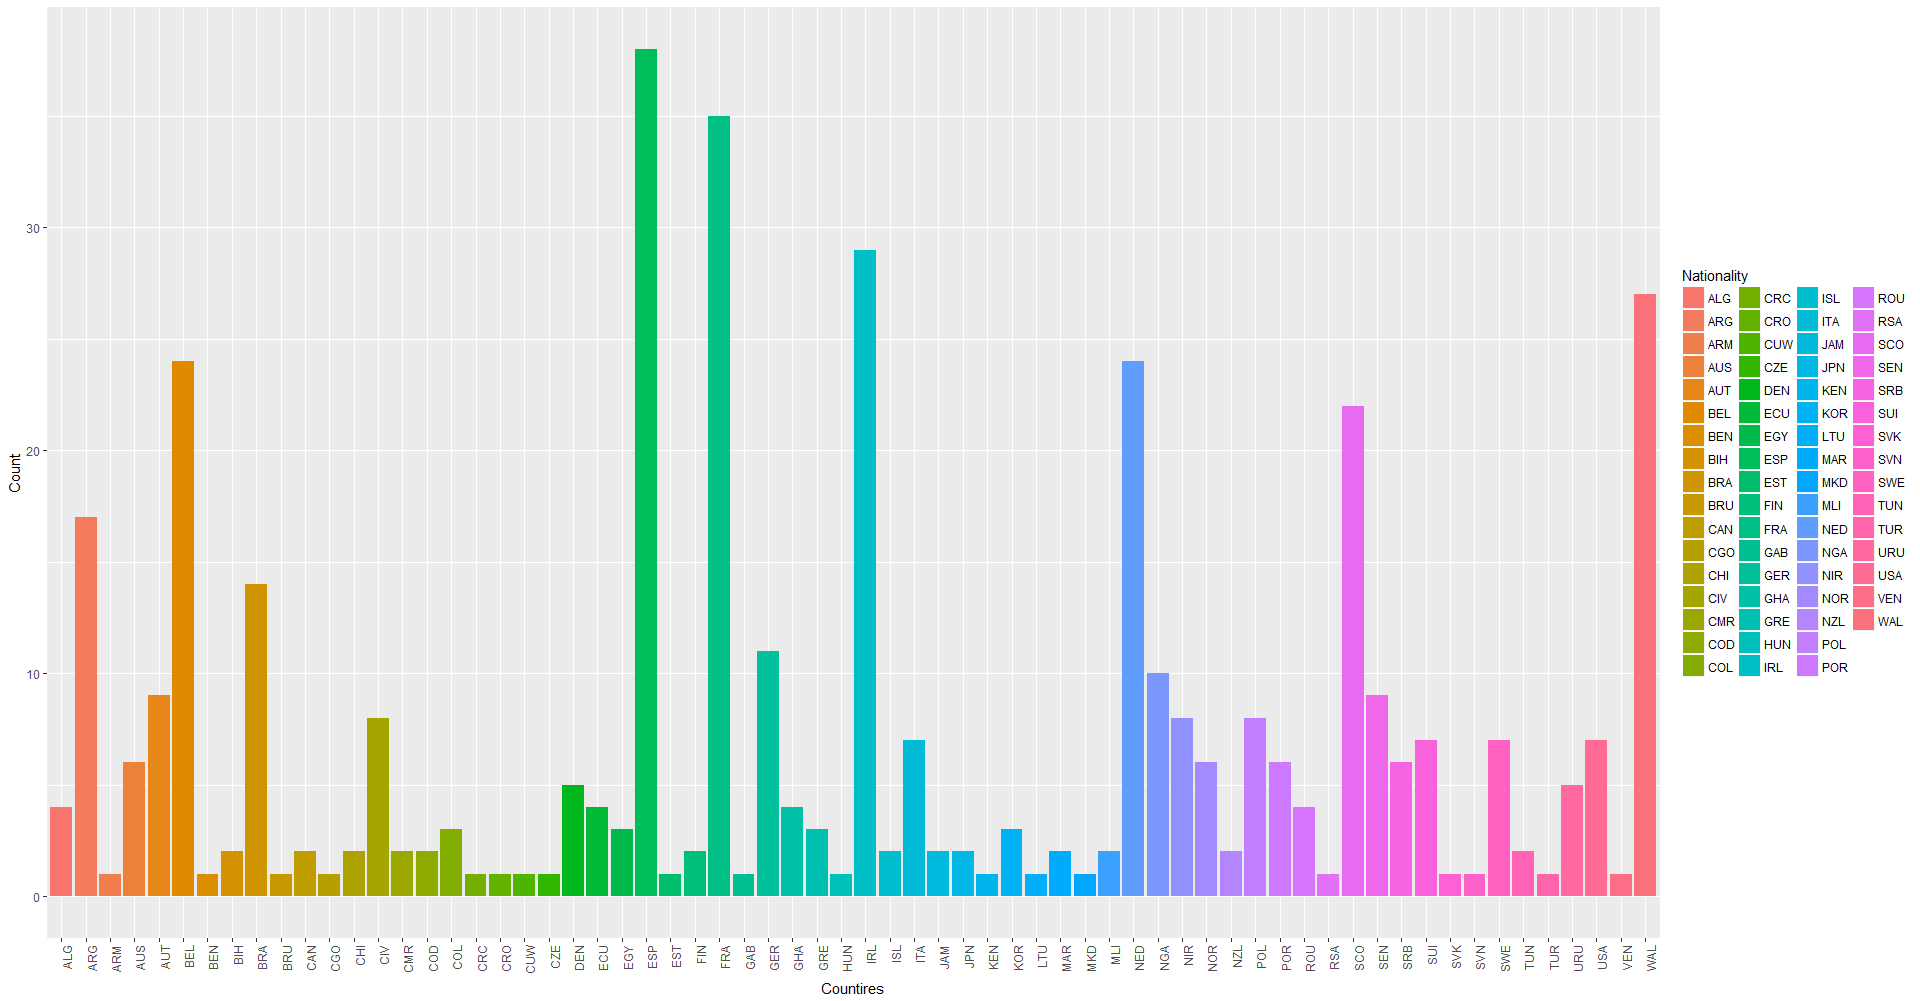 30
20
10
0
Count
ALG ARG ARM AUS AUT BEL BEN BIH BRA BRU CAN CGO CHI CIV CMR COD COL CRC CRO CUW CZE DEN ECU EGY ESP EST FIN FRA GAB GER GHA GRE HUN IRL ISL ITA JAM JPN KEN KOR LTU MAR MKD MLI NED NGA NIR NOR NZL POL POR ROU RSA SCO SEN SRB SUI SVK SVN SWE TUN TUR URU USA VEN WAL
Countires
Nationality
ALG CRC ISL ROU
ARG CRO ITA RSA
ARM CUW JAM SCO
AUS CZE JPN SEN
AUT DEN KEN SRB
BEL ECU KOR SUI
BEN EGY LTU SVK
BIH ESP MAR SVN
BRA EST MKD SWE
BRU FIN MLI TUN
CAN FRA NED TUR
CGO GAB NGA URU
CHI GER NIR USA
CIV GHA NOR VEN
CMR GRE NZL WAL
COD HUN POL
COL IRL POR